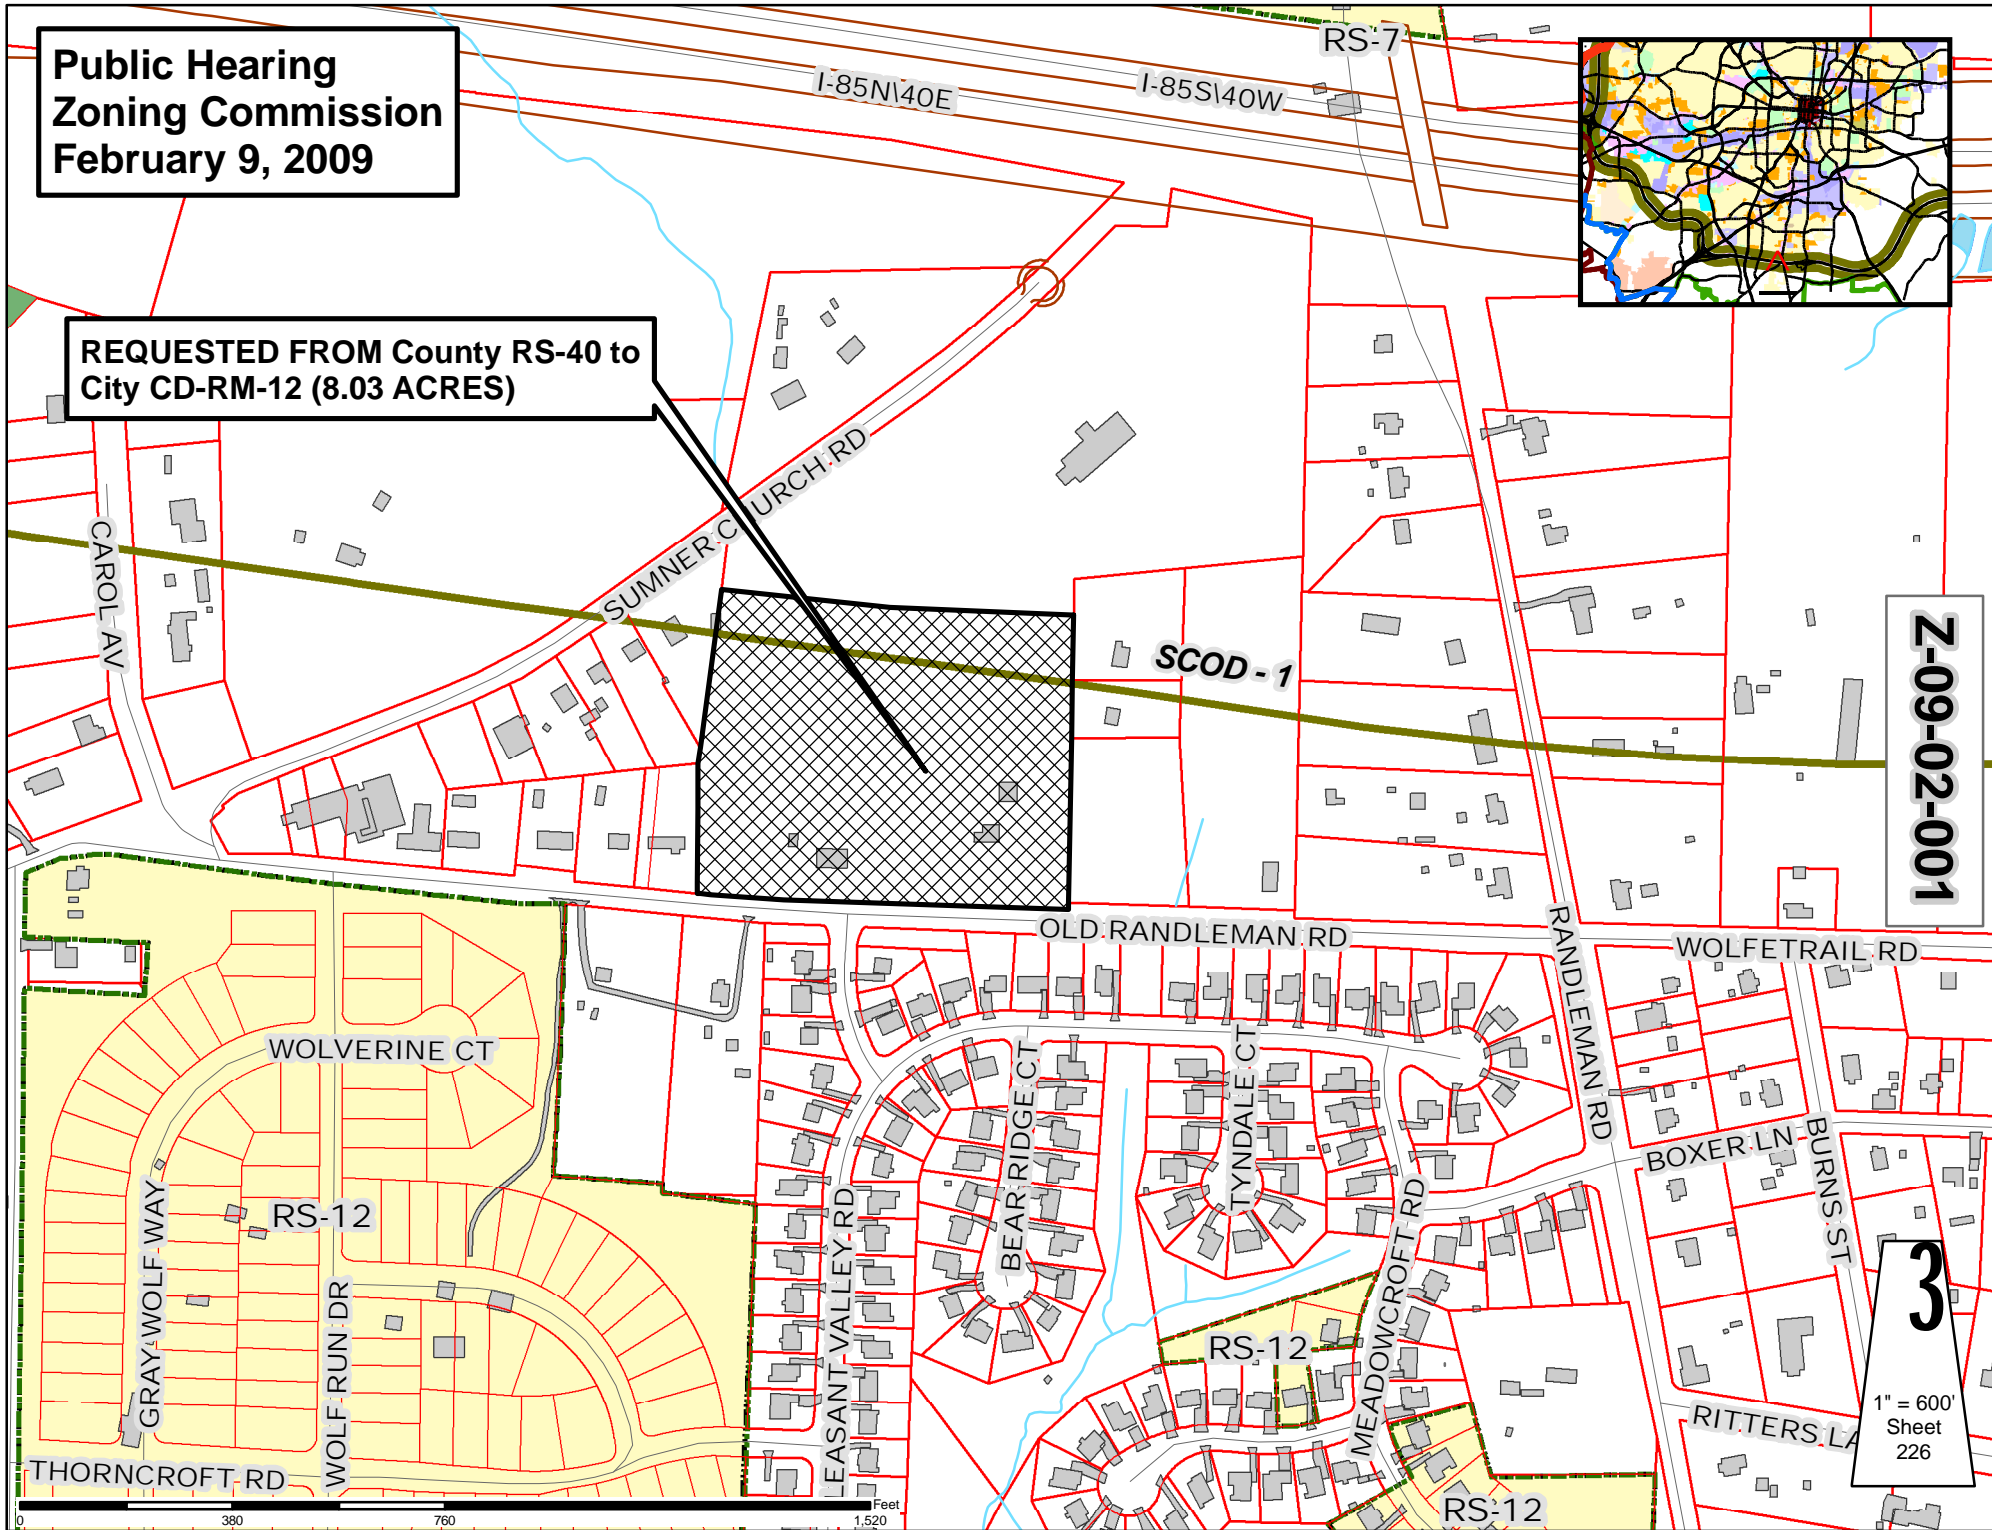 Public Hearing
Zoning Commission
February 9, 2009
I-85N\40E
I-85S\40W
RS-7
REQUESTED FROM County RS-40 to
City CD-RM-12 (8.03 ACRES)
SUMNER CHURCH RD
CAROL AV
SCOD - 1
Z-09-02-001
OLD RANDLEMAN RD
RANDLEMAN RD
WOLFETRAIL RD
WOLVERINE CT
BEAR RIDGE CT
TYNDALE CT
BOXER LN
BURNS ST
GRAY WOLF WAY
RS-12
WOLF RUN DR
EASANT VALLEY RD
MEADOWCROFT RD
RS-12
RITTERS LA
THORNCROFT RD
RS-12
3
1" = 600'
Sheet
226
0 380 760 1,520
Feet